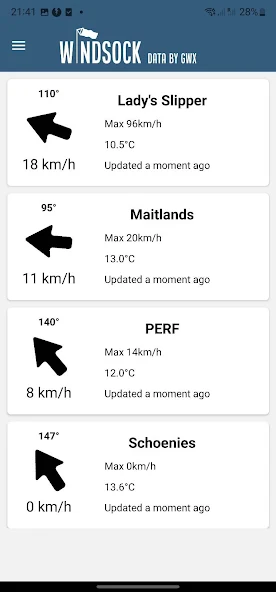 21:41 28%
WINDSOCK DATA BY GWX
110°
Lady's Slipper
Max 96km/h
10.5°C
18 km/h
Updated a moment ago
95°
Maitlands
Max 20km/h
13.0°C
11 km/h
Updated a moment ago
140°
PERF
Max 14km/h
12.0°C
8 km/h
Updated a moment ago
147°
Schoenies
Max 0km/h
13.6°C
0 km/h
Updated a moment ago